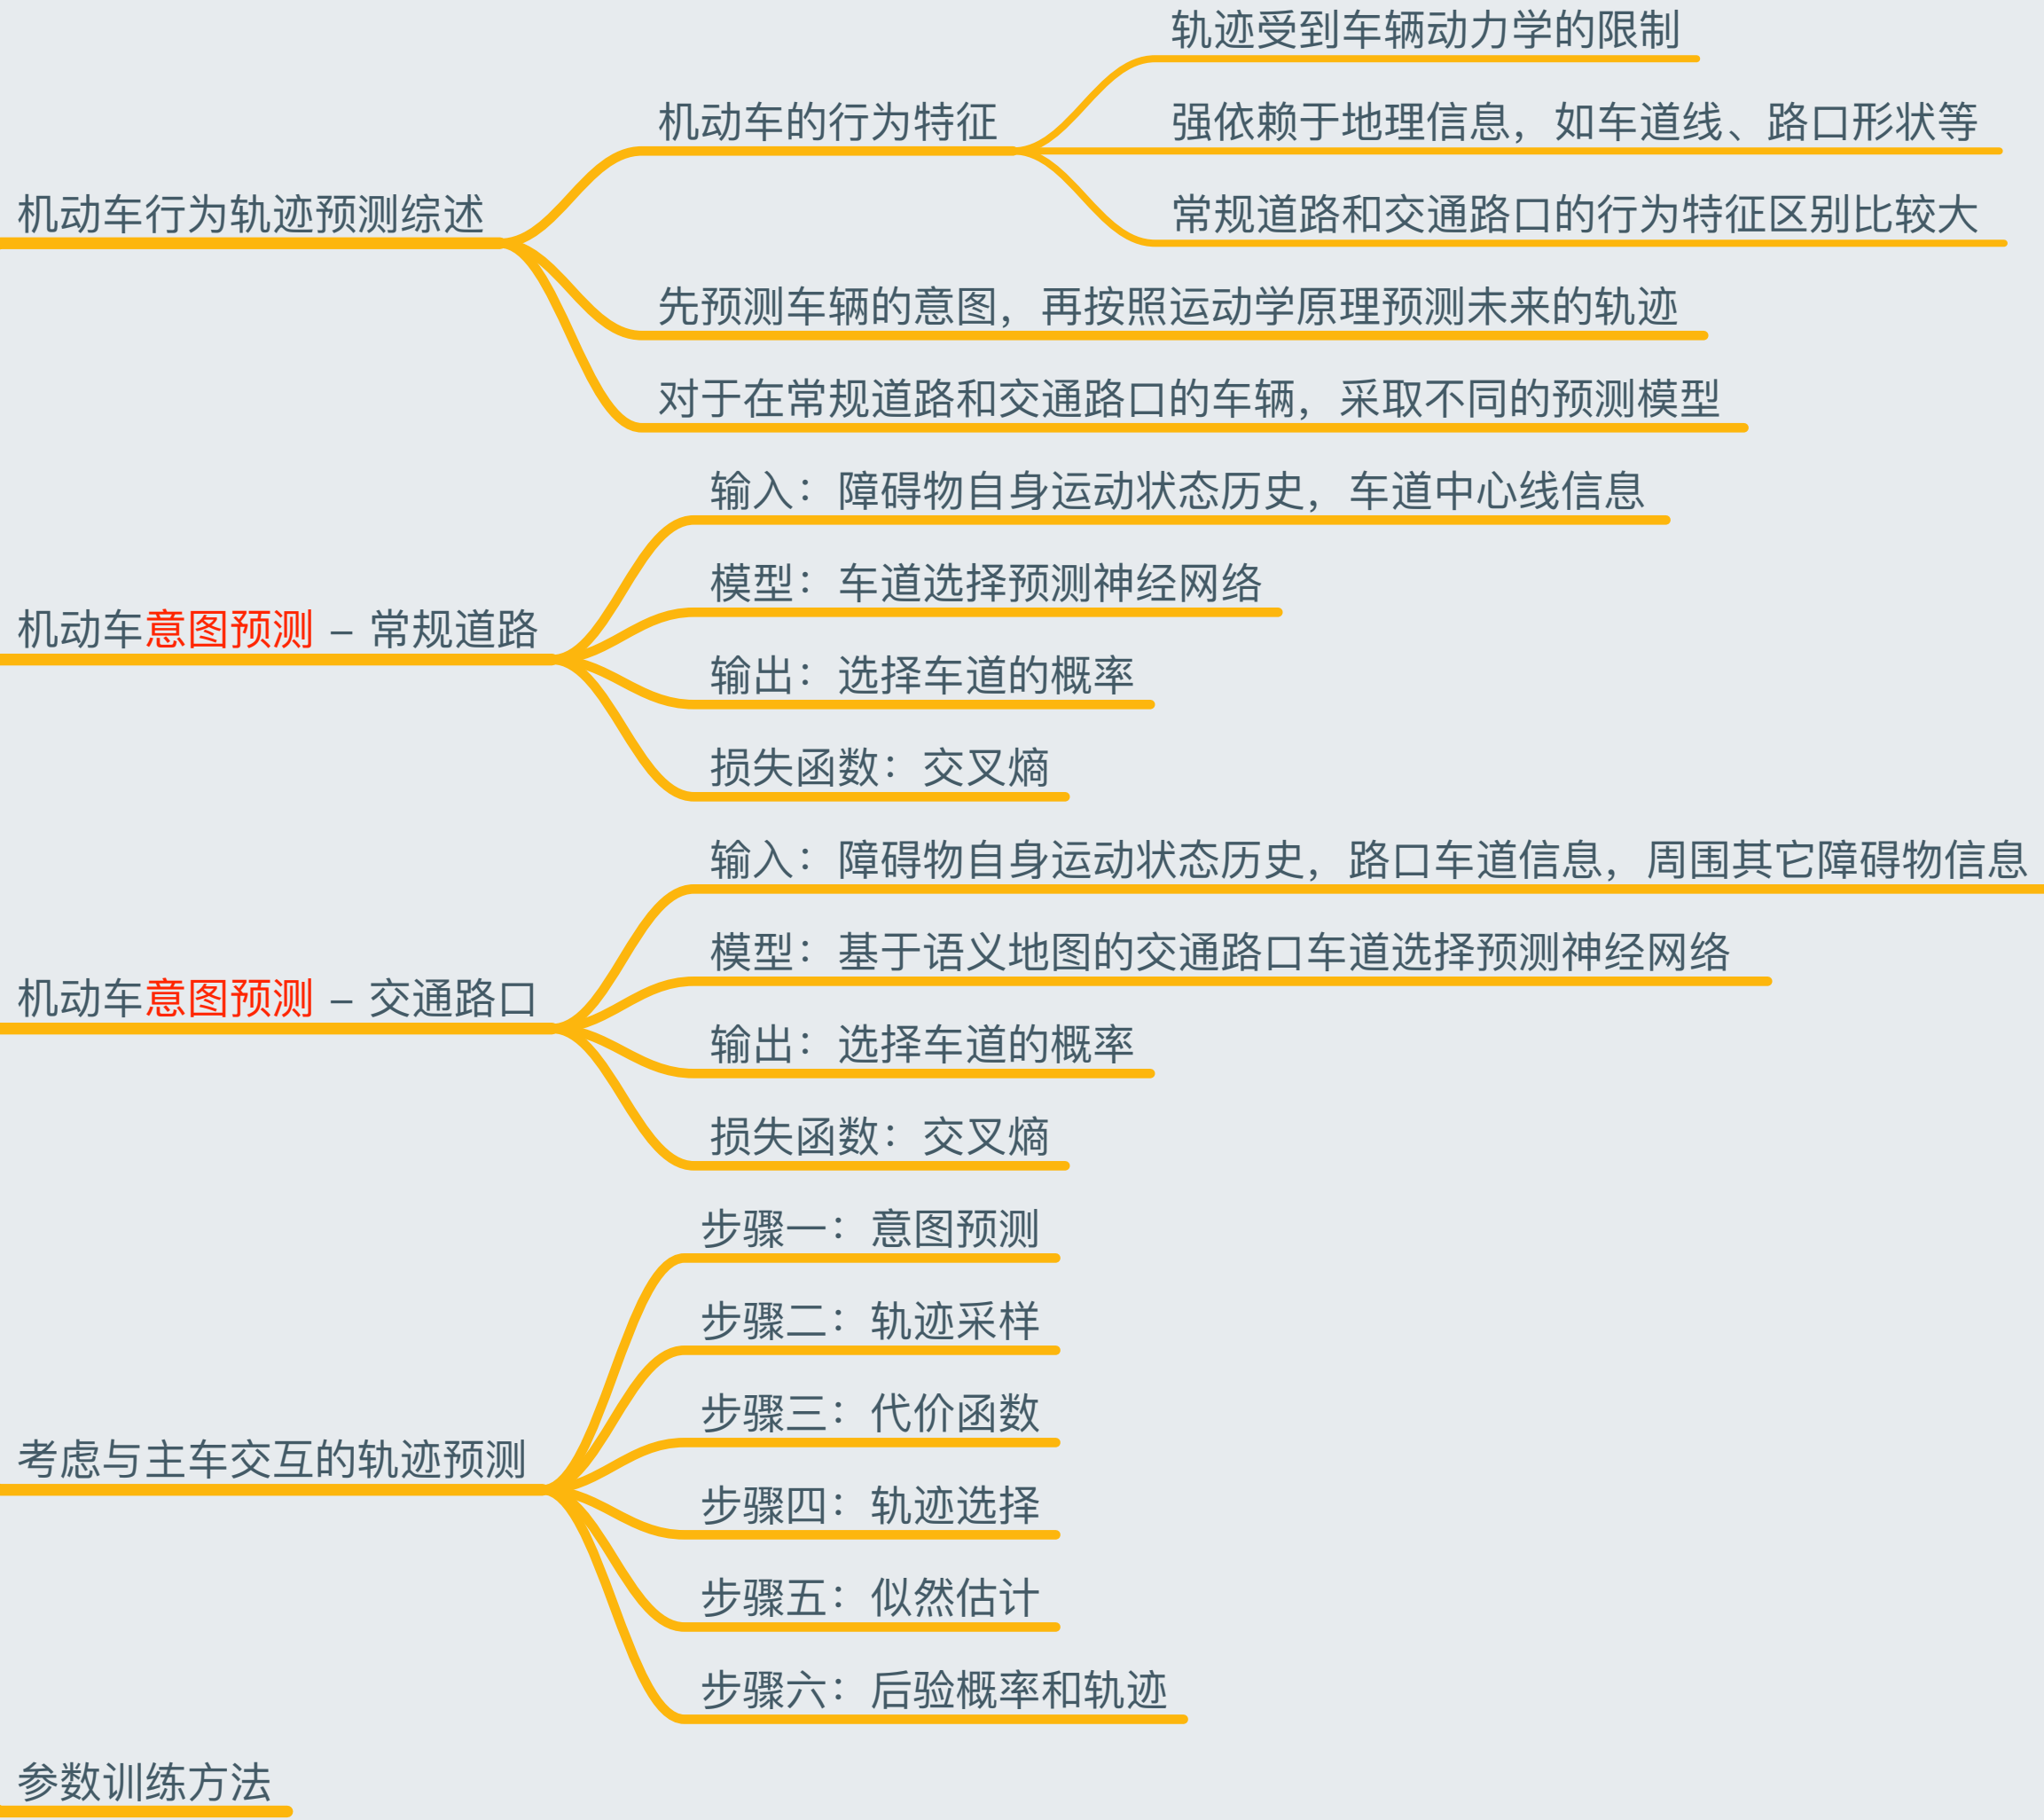 机动车行为轨迹预测综述
机动车的行为特征
轨迹受到车辆动力学的限制
强依赖于地理信息，如车道线、路口形状等
常规道路和交通路口的行为特征区别比较大
先预测车辆的意图，再按照运动学原理预测未来的轨迹
对于在常规道路和交通路口的车辆，采取不同的预测模型
机动车意图预测 – 常规道路
输入：障碍物自身运动状态历史，车道中心线信息
模型：车道选择预测神经网络
输出：选择车道的概率
损失函数：交叉熵
机动车意图预测 – 交通路口
输入：障碍物自身运动状态历史，路口车道信息，周围其它障碍物信息
模型：基于语义地图的交通路口车道选择预测神经网络
输出：选择车道的概率
损失函数：交叉熵
考虑与主车交互的轨迹预测
步骤一：意图预测
步骤二：轨迹采样
步骤三：代价函数
步骤四：轨迹选择
步骤五：似然估计
步骤六：后验概率和轨迹
参数训练方法